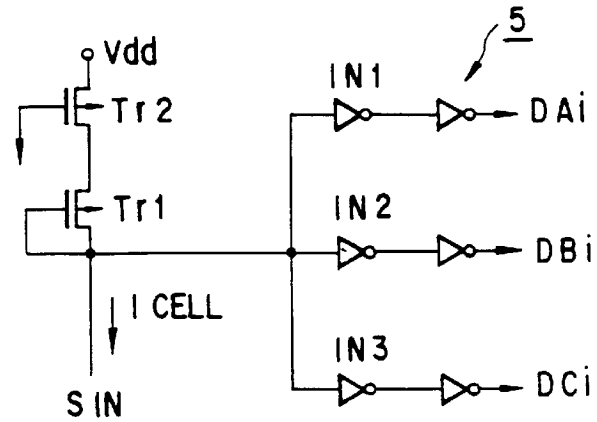 5
Vdd
IN1
Tr2
DAi
Tr1
IN2
DBi
I CELL
IN3
DCi
SIN